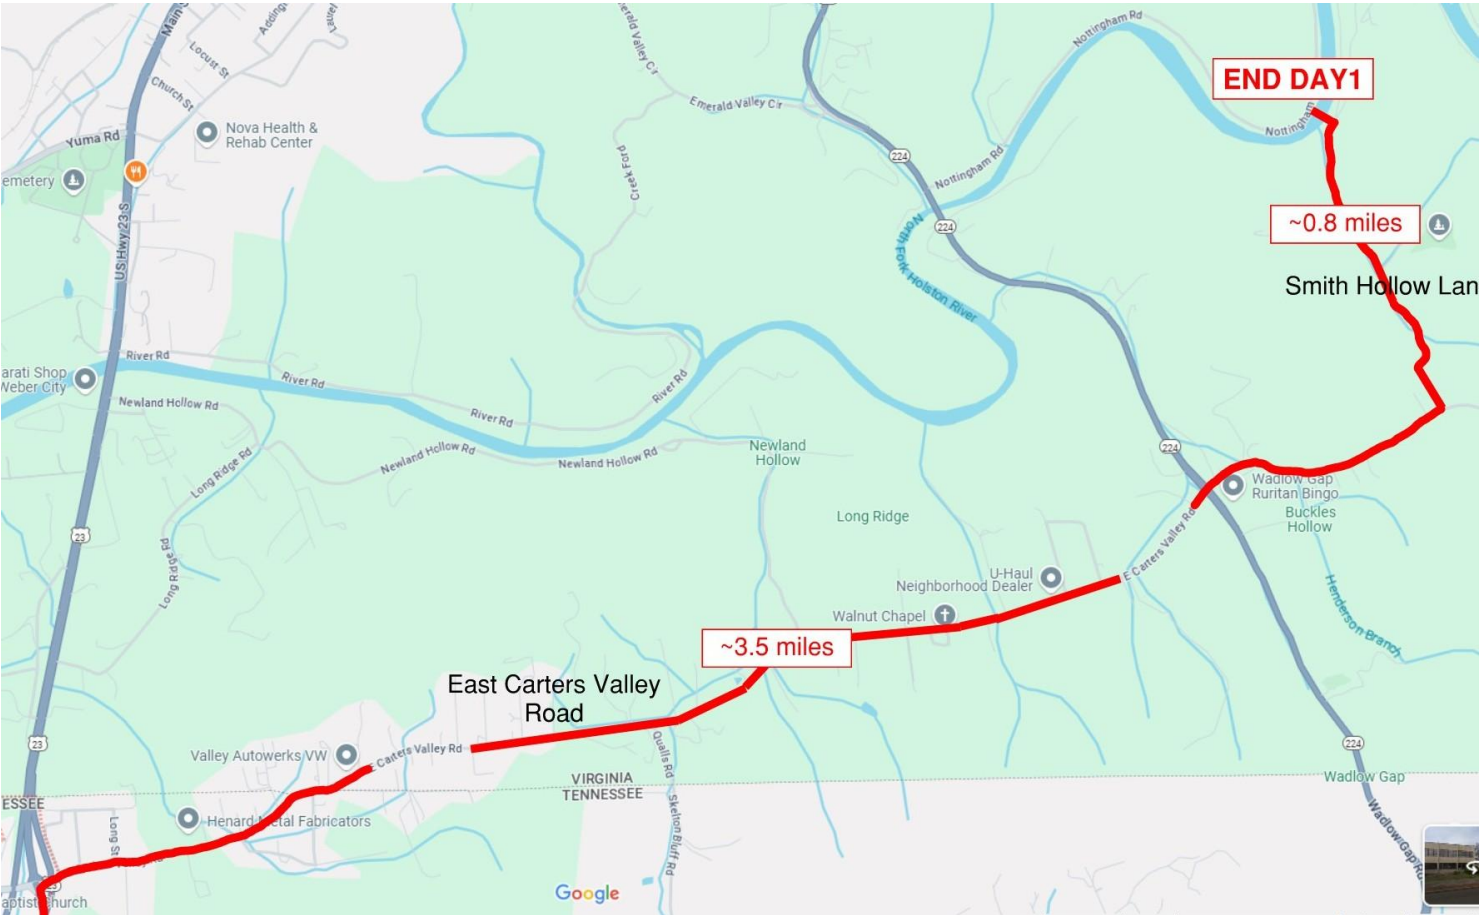 Main
Locust St
Church St
Yuma Rd
Nova Health &
Rehab Center
emetery
US Hwy 23 S
Emerald Valley Cir
Creek Ford
224
Nottingham Rd
Nottingham Rd
Nottingham
END DAY1
~0.8 miles
Smith Hollow Lan
224
North Fork Holston River
River Rd
River Rd
River Rd
River Rd
arati Shop
Weber City
Newland Hollow Rd
Newland Hollow Rd
Newland Hollow Rd
Long Ridge Rd
Long Ridge Rd
Newland
Hollow
224
Wadlow Gap
Ruritan Bingo
Buckles
Hollow
Long Ridge
23
E Carters Valley Rd
U-Haul
Neighborhood Dealer
Henderson Branch
Walnut Chapel
~3.5 miles
East Carters Valley
Road
23
Valley Autowerks VW
E Carters Valley Rd
Qualls Rd
224
VIRGINIA
TENNESSEE
Wadlow Gap
ESSEE
Henard Metal Fabricators
Long St
Skelton Bluff Rd
Wadlow Gap Rd
Google
aptist Church